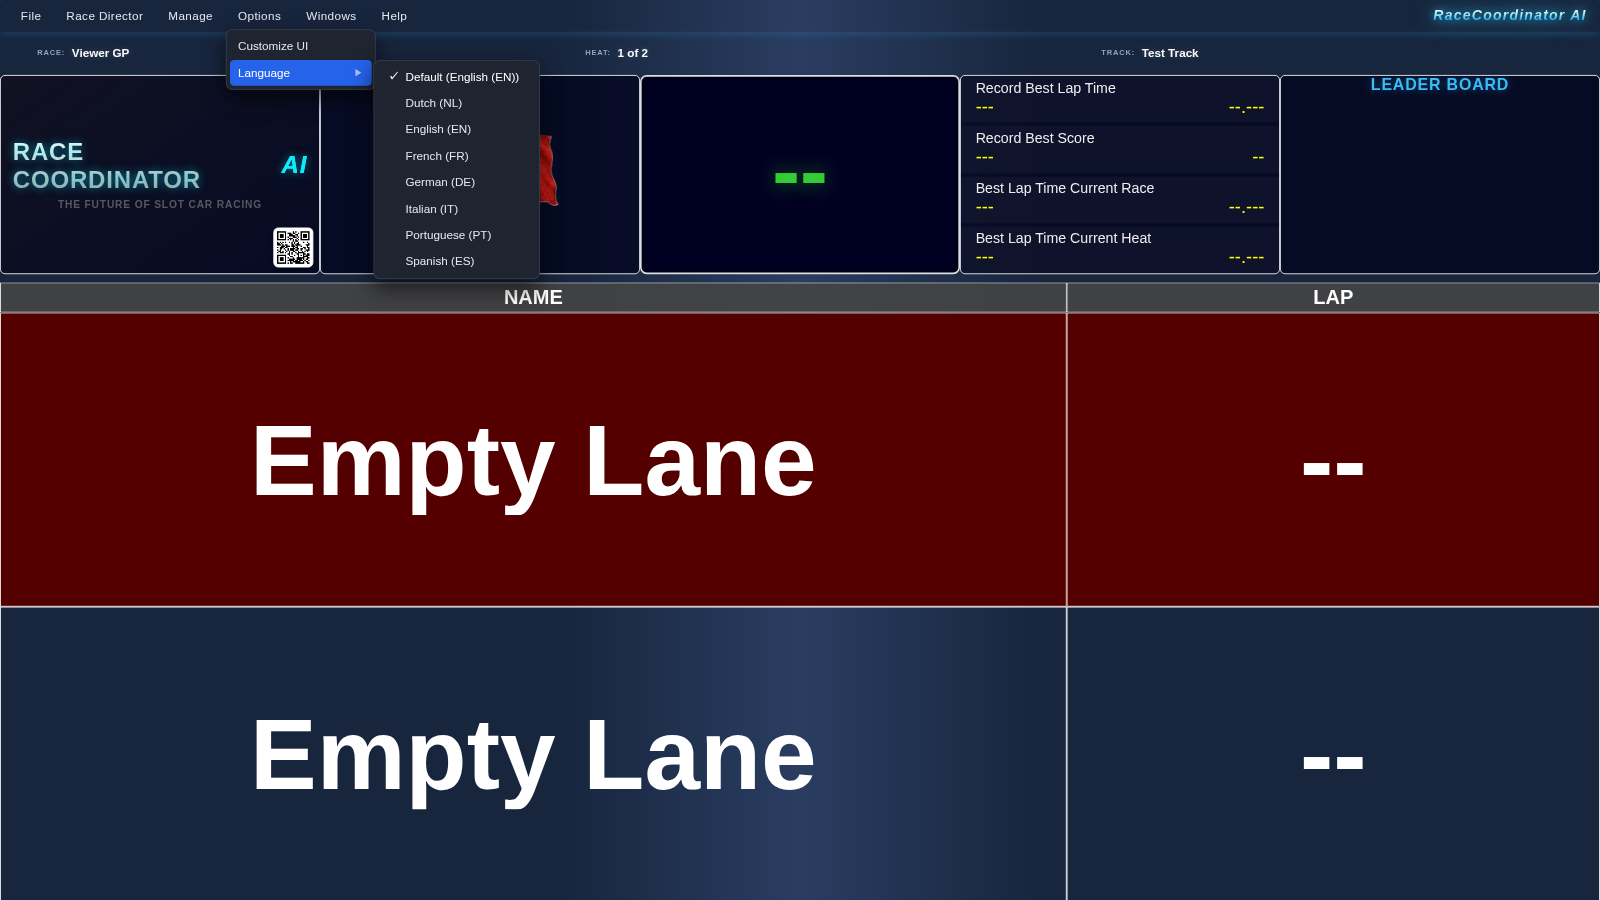 File Race Director Manage Options Windows Help
RaceCoordinator AI
RACE: Viewer GP
HEAT: 1 of 2
TRACK: Test Track
Customize UI
Language
✓ Default (English (EN))
Dutch (NL)
English (EN)
French (FR)
German (DE)
Italian (IT)
Portuguese (PT)
Spanish (ES)
RACE
COORDINATOR
AI
THE FUTURE OF SLOT CAR RACING
--
Record Best Lap Time
--- --.---
Record Best Score
--- --
Best Lap Time Current Race
--- --.---
Best Lap Time Current Heat
--- --.---
LEADER BOARD
NAME LAP
Empty Lane --
Empty Lane --